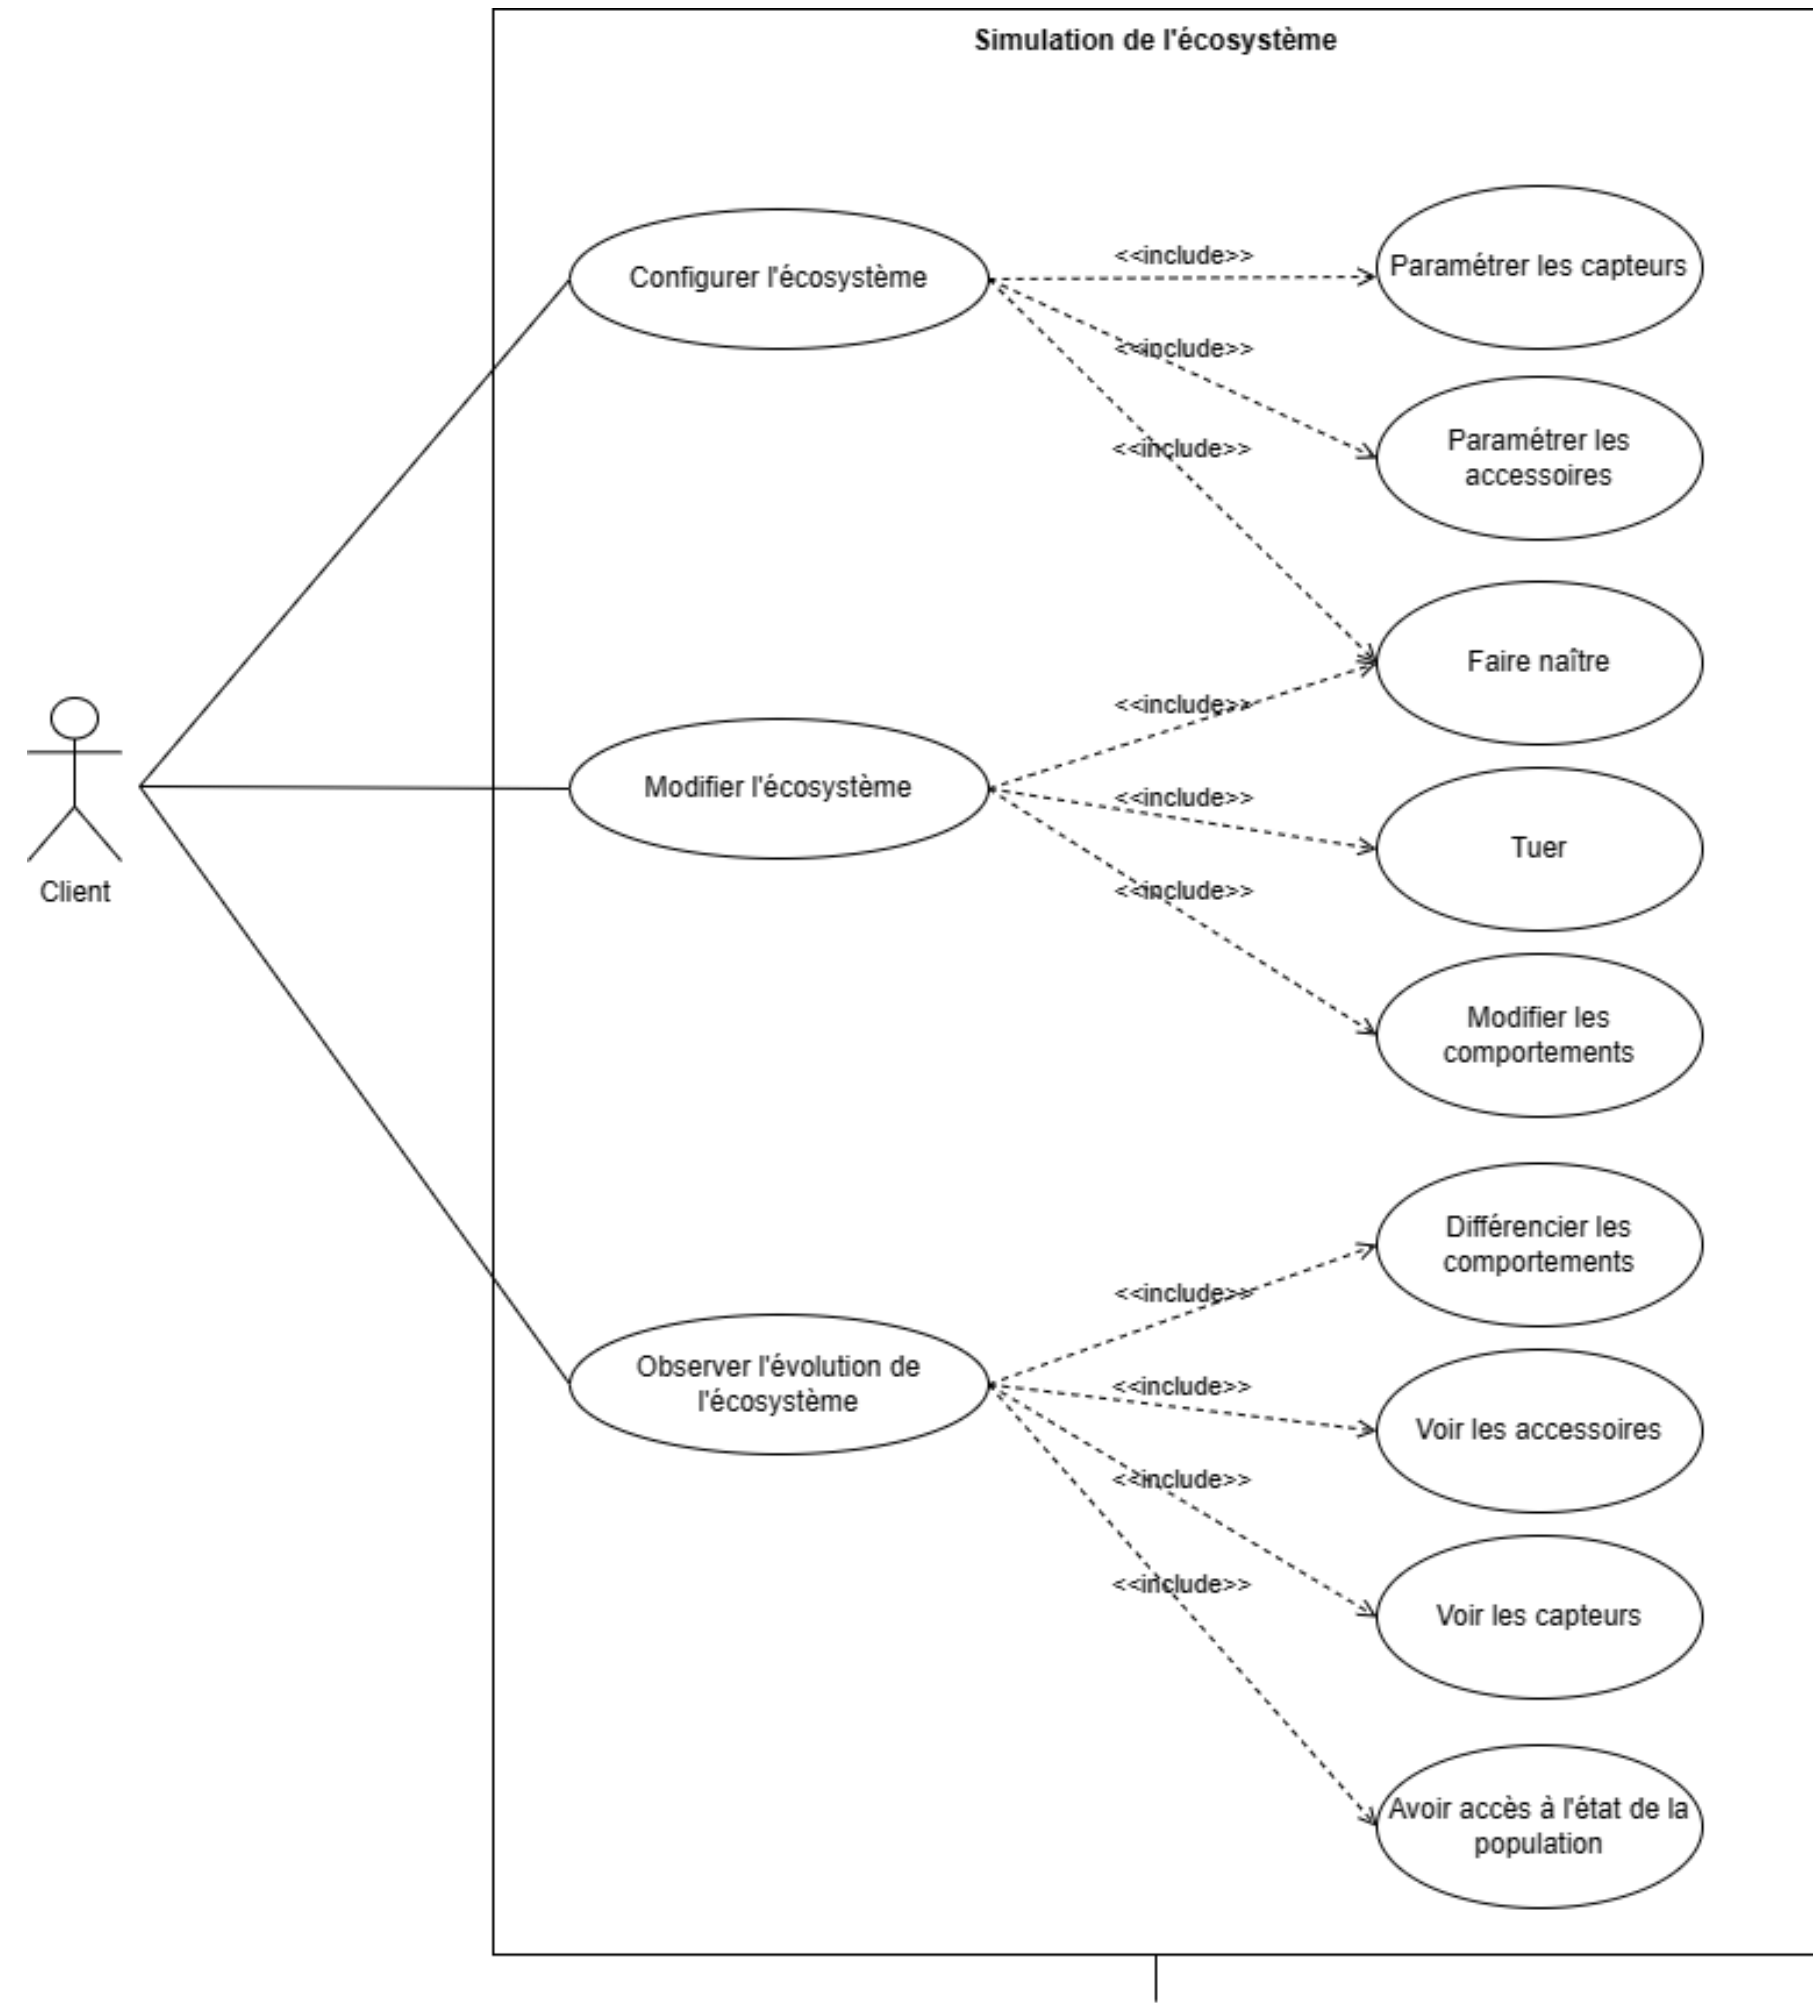 Simulation de l'écosystème
Configurer l'écosystème
<<include>>
Paramétrer les capteurs
<<include>>
Paramétrer les
accessoires
<<include>>
Faire naître
Client
Modifier l'écosystème
<<include>>
<<include>>
Tuer
<<include>>
Modifier les
comportements
Observer l'évolution de
l'écosystème
<<include>>
Différencier les
comportements
<<include>>
Voir les accessoires
<<include>>
Voir les capteurs
<<include>>
Avoir accès à l'état de la
population